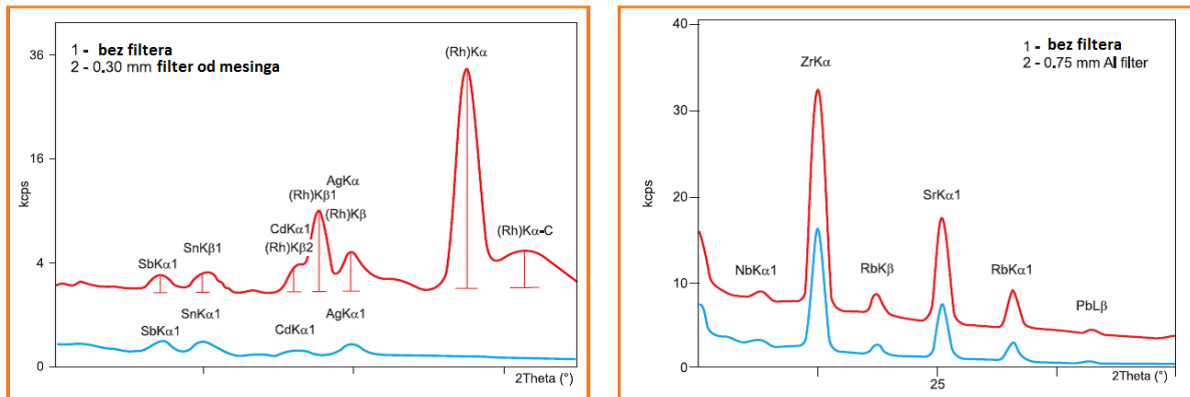 1 - bez filtera
2 - 0.30 mm filter od mesinga
36
16
4
0
kcps
(Rh)Kα
AgKα
(Rh)Kβ1
(Rh)Kβ
CdKα1
(Rh)Kβ2
(Rh)Kα-C
SnKβ1
SbKα1
SnKα1
SbKα1
CdKα1
AgKα1
2Theta (°)
1 - bez filtera
2 - 0.75 mm Al filter
40
30
20
10
0
kcps
ZrKα
SrKα1
NbKα1
RbKβ
RbKα1
PbLβ
2Theta (°)
25